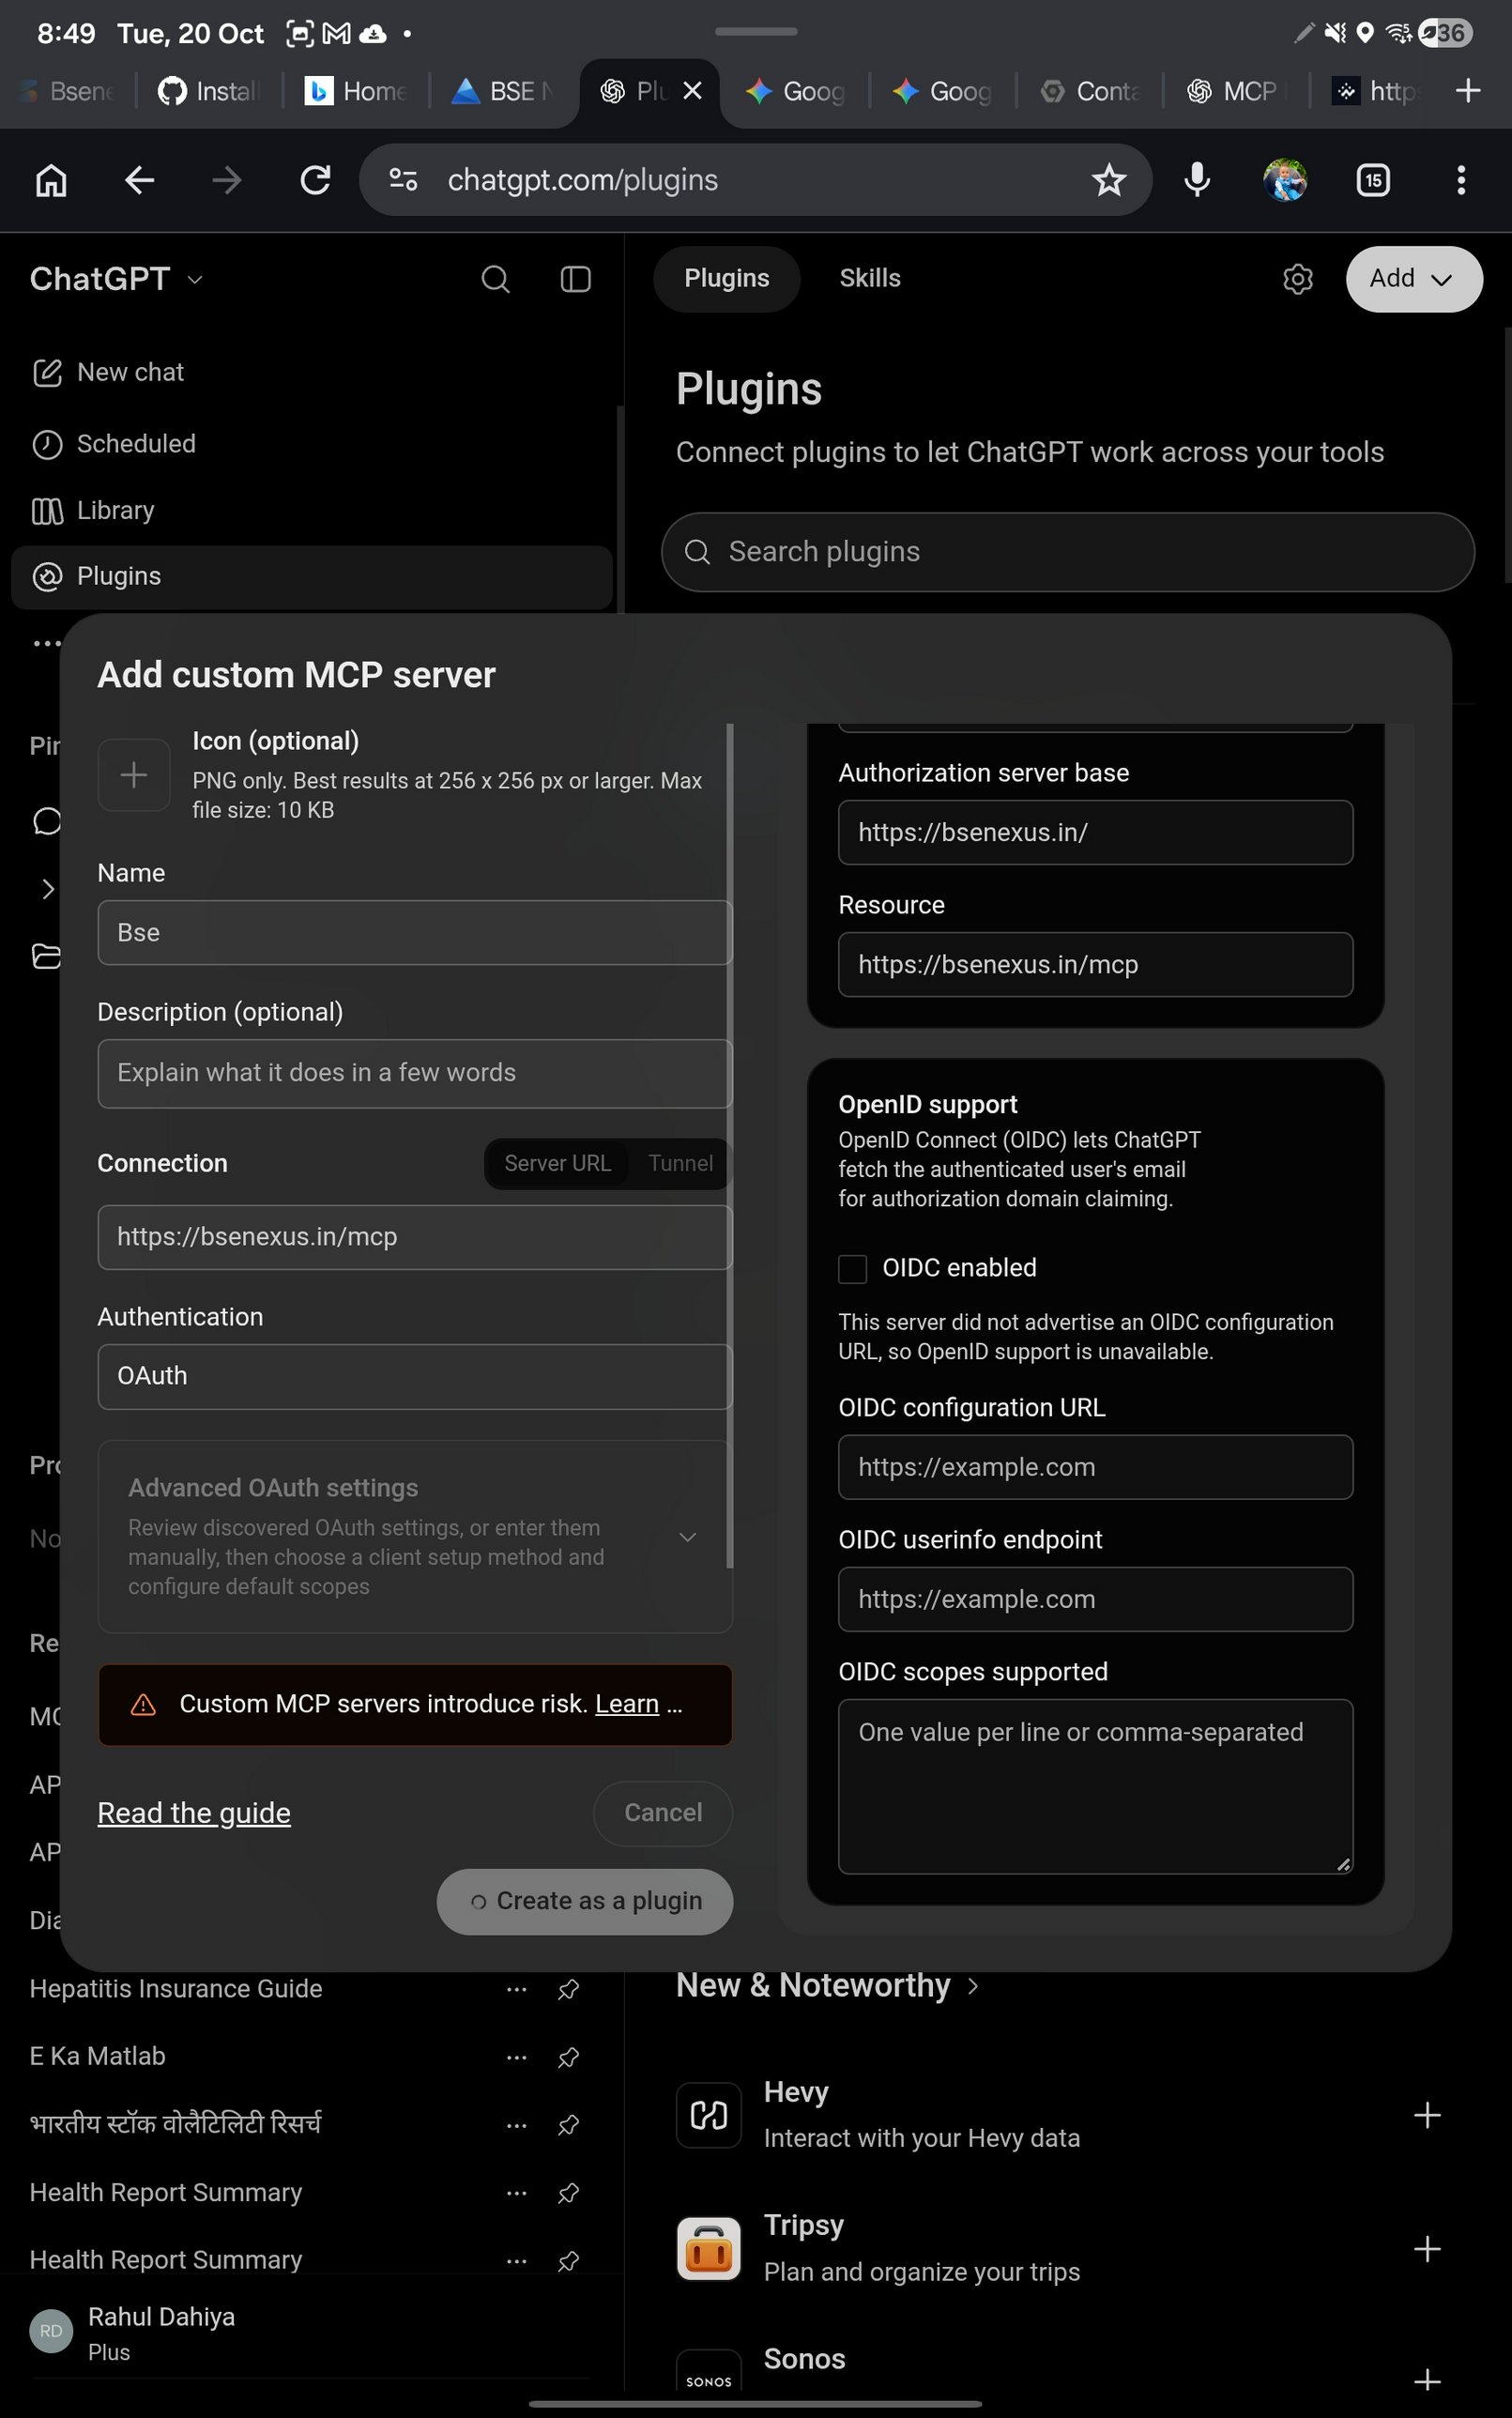 8:49 Tue, 20 Oct
36
Bsene
Install
Home
BSE N
Plu
Goog
Goog
Conta
MCP
http
chatgpt.com/plugins
15
ChatGPT
Plugins
Skills
Add
New chat
Scheduled
Library
Plugins
Plugins
Connect plugins to let ChatGPT work across your tools
Search plugins
Pin
Pro
No
Re
MC
AP
AP
Dia
Add custom MCP server
Icon (optional)
PNG only. Best results at 256 x 256 px or larger. Max
file size: 10 KB
Name
Bse
Description (optional)
Explain what it does in a few words
Connection
Server URL
Tunnel
https://bsenexus.in/mcp
Authentication
OAuth
Advanced OAuth settings
Review discovered OAuth settings, or enter them
manually, then choose a client setup method and
configure default scopes
Custom MCP servers introduce risk. Learn ...
Read the guide
Cancel
Create as a plugin
Authorization server base
https://bsenexus.in/
Resource
https://bsenexus.in/mcp
OpenID support
OpenID Connect (OIDC) lets ChatGPT
fetch the authenticated user's email
for authorization domain claiming.
OIDC enabled
This server did not advertise an OIDC configuration
URL, so OpenID support is unavailable.
OIDC configuration URL
https://example.com
OIDC userinfo endpoint
https://example.com
OIDC scopes supported
One value per line or comma-separated
Hepatitis Insurance Guide
E Ka Matlab
भारतीय स्टॉक वोलैटिलिटी रिसर्च
Health Report Summary
Health Report Summary
RD
Rahul Dahiya
Plus
New & Noteworthy
Hevy
Interact with your Hevy data
Tripsy
Plan and organize your trips
SONOS
Sonos